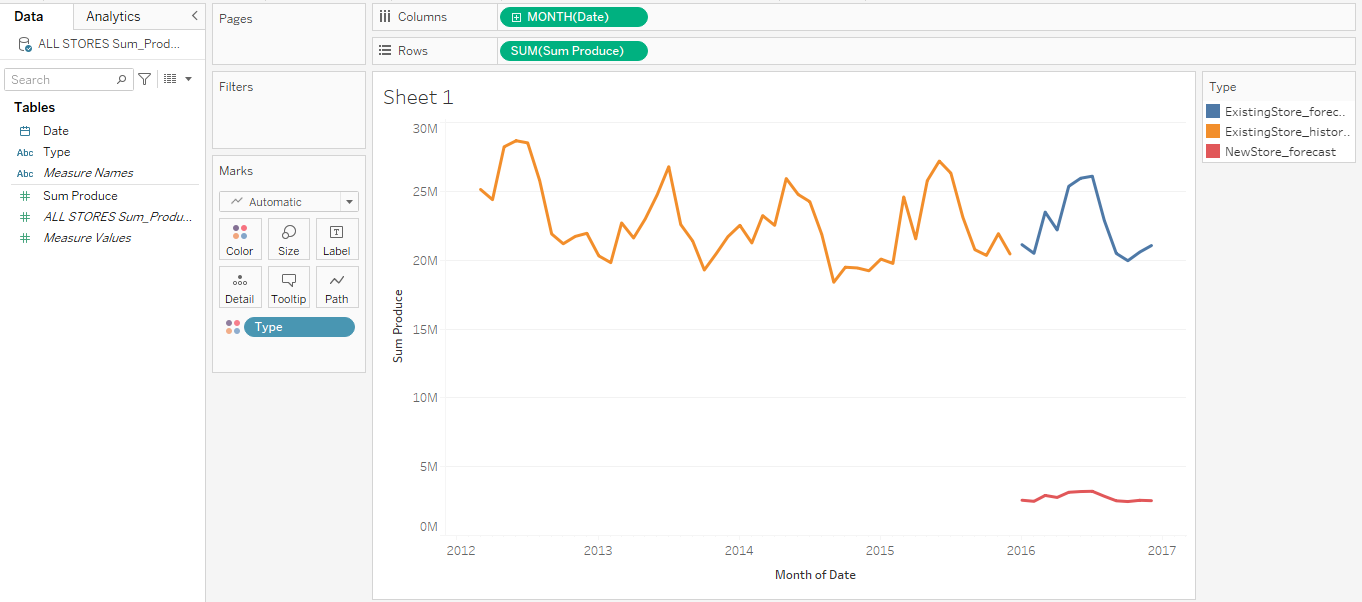 Data
Analytics
ALL STORES Sum_Prod...
Search
Tables
Date
Abc Type
Abc Measure Names
Sum Produce
ALL STORES Sum_Produ...
Measure Values
Pages
Filters
Marks
Automatic
Color
Size
T
Label
Detail
Tooltip
Path
Type
Columns
MONTH(Date)
Rows
SUM(Sum Produce)
Sheet 1
30M
25M
20M
15M
10M
5M
0M
Sum Produce
2012
2013
2014
2015
2016
2017
Month of Date
Type
ExistingStore_forec..
ExistingStore_histor..
NewStore_forecast